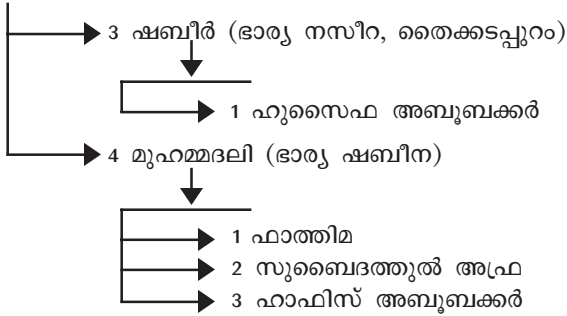 3 ഷബീർ (ഭാര്യ നസീറ, തൈക്കടപ്പുറം)
1 ഹുസൈഫ അബൂബക്കർ
4 മുഹമ്മദലി (ഭാര്യ ഷബീന)
1 ഫാത്തിമ
2 സുബൈദത്തുൽ അഫ്ര
3 ഹാഫിസ് അബൂബക്കർ